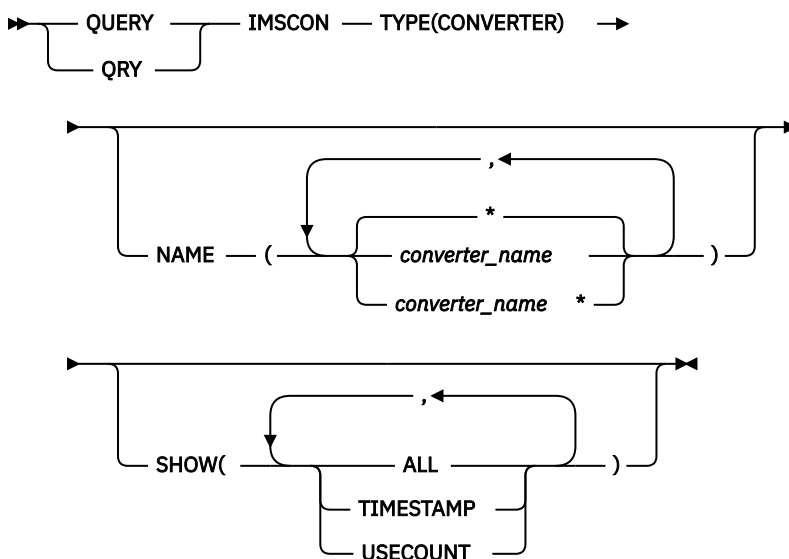 QUERY IMSCON TYPE(CONVERTER)
QRY
,
*
NAME ( converter_name )
converter_name *
,
SHOW( ALL )
TIMESTAMP
USECOUNT